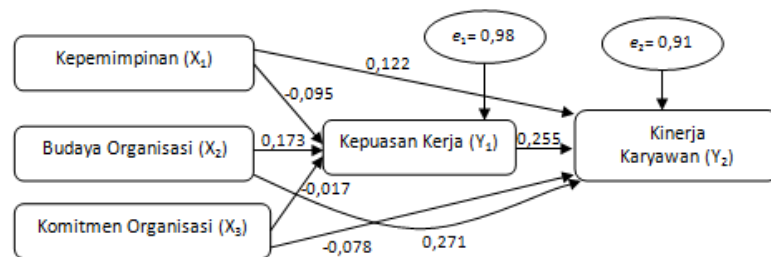 e₁= 0,98
e₂= 0,91
Kepemimpinan (X₁)
0,122
-0,095
Budaya Organisasi (X₂)
0,173
Kepuasan Kerja (Y₁)
0,255
Kinerja
Karyawan (Y₂)
-0,017
Komitmen Organisasi (X₃)
-0,078
0,271